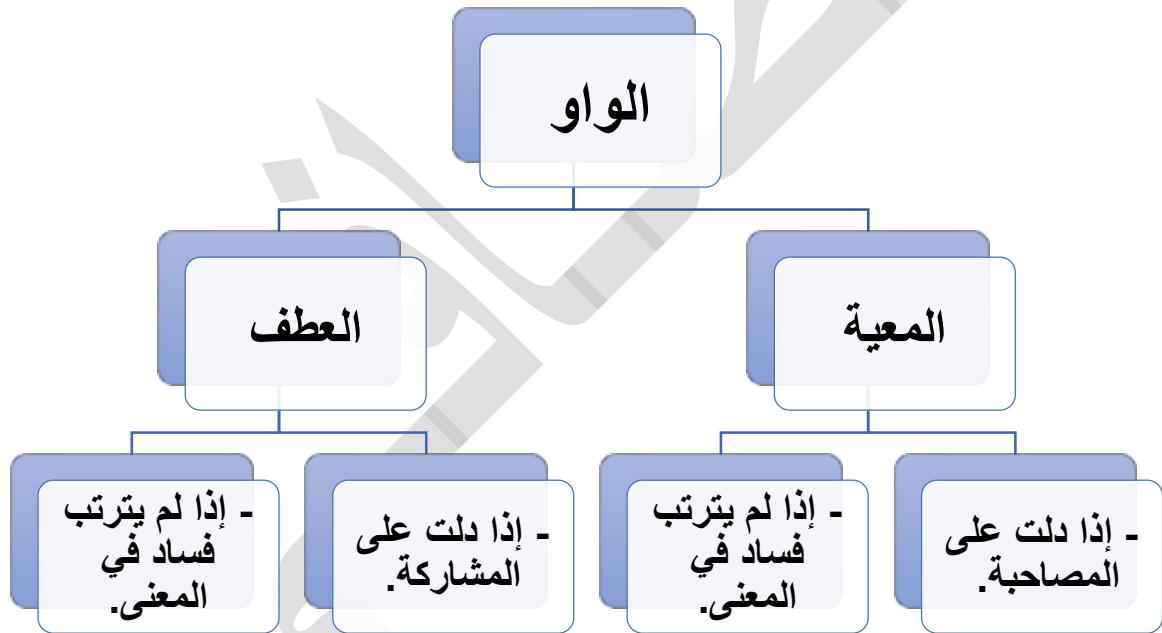 الواو
المعية
العطف
- إذا دلت على
المصاحبة.
- إذا لم يترتب
فساد في
المعنى.
- إذا دلت على
المشاركة.
- إذا لم يترتب
فساد في
المعنى.